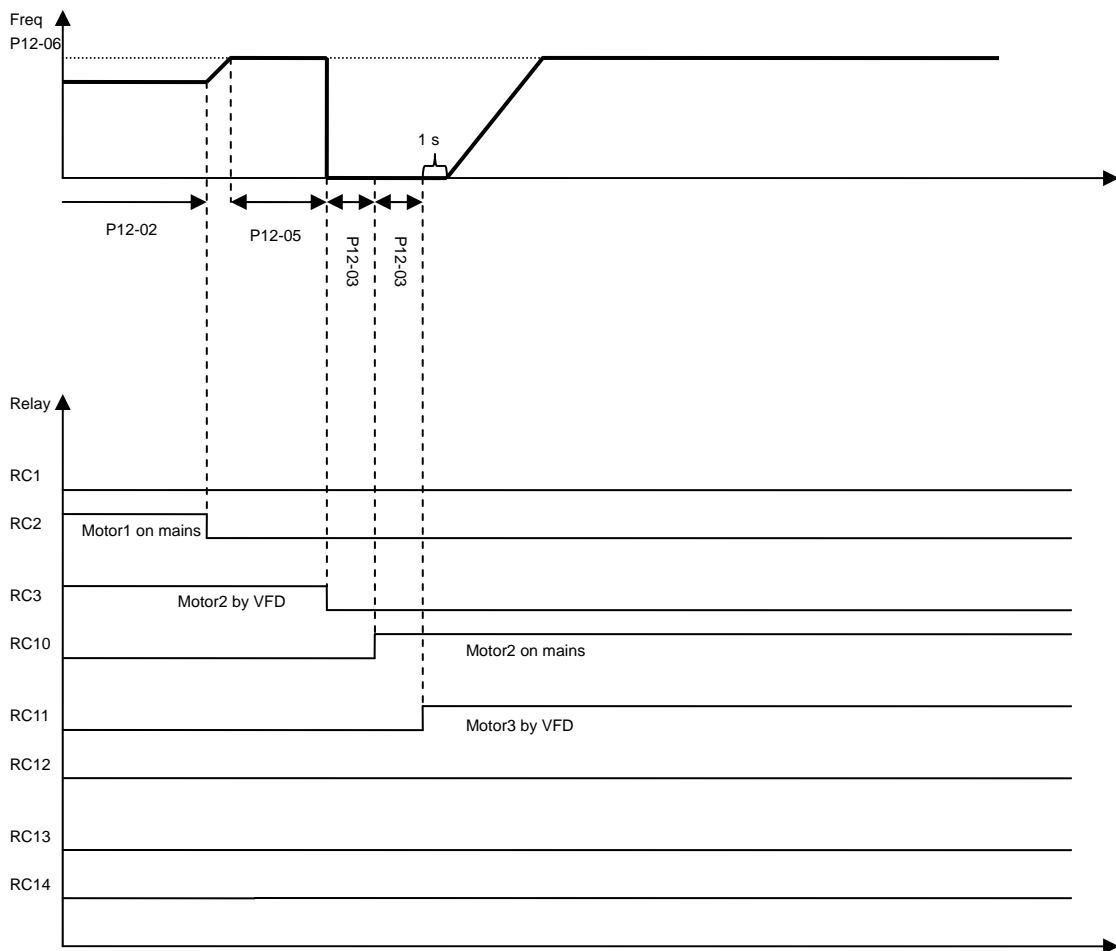 Freq
P12-06
1 s
P12-02
P12-05
P12-03
P12-03
Relay
RC1
RC2
Motor1 on mains
RC3
Motor2 by VFD
RC10
Motor2 on mains
RC11
Motor3 by VFD
RC12
RC13
RC14